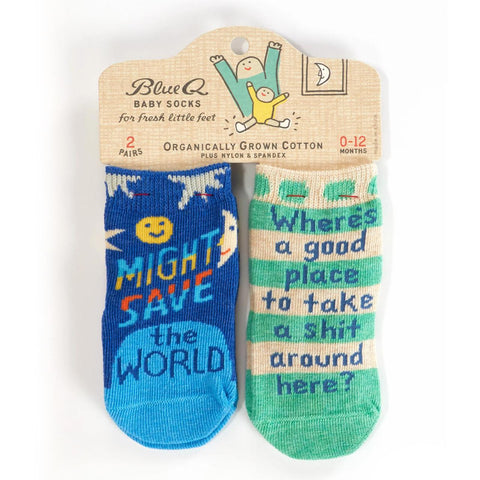 Blue Q
BABY SOCKS
for fresh little feet
2
PAIRS
ORGANICALLY GROWN COTTON
PLUS NYLON & SPANDEX
0-12
MONTHS
MIGHT
SAVE
the
WORLD
Where's
a good
place
to take
a shit
around
here?